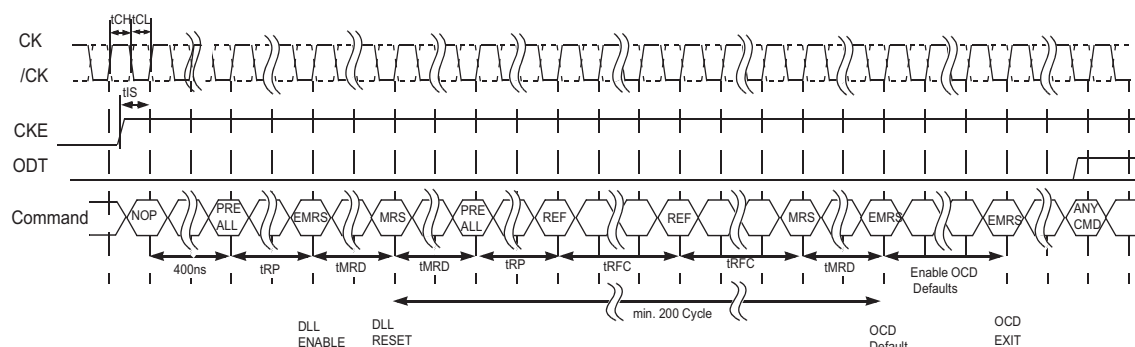 tCH tCL
CK
/CK
tIS
CKE
ODT
Command
NOP
PRE
ALL
EMRS
MRS
PRE
ALL
REF
REF
MRS
EMRS
EMRS
ANY
CMD
400ns
tRP
tMRD
tMRD
tRP
tRFC
tRFC
tMRD
Enable OCD
Defaults
min. 200 Cycle
DLL
ENABLE
DLL
RESET
OCD
Default
OCD
EXIT